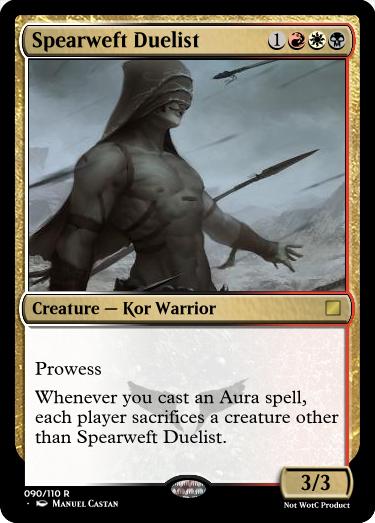 Spearweft Duelist 1
Creature — Kor Warrior
Prowess
Whenever you cast an Aura spell,
each player sacrifices a creature other
than Spearweft Duelist.
3/3
090/110 R
· Manuel Castan
Not WotC Product